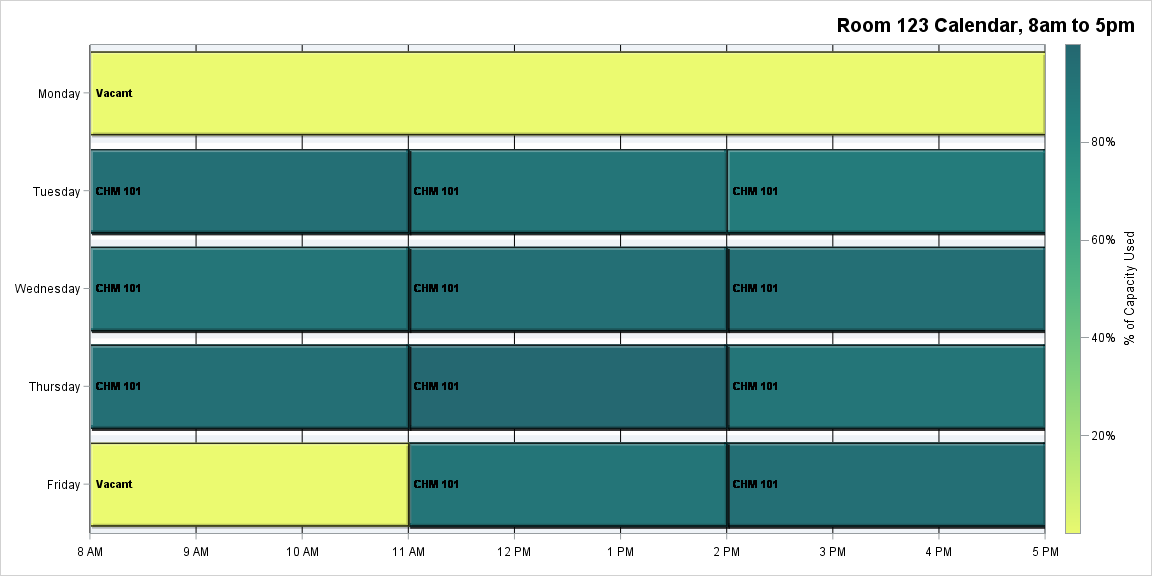 Room 123 Calendar, 8am to 5pm
Monday
Vacant
Tuesday
CHM 101
CHM 101
CHM 101
Wednesday
CHM 101
CHM 101
CHM 101
Thursday
CHM 101
CHM 101
CHM 101
Friday
Vacant
CHM 101
CHM 101
8 AM
9 AM
10 AM
11 AM
12 PM
1 PM
2 PM
3 PM
4 PM
5 PM
80%
60%
40%
20%
% of Capacity Used